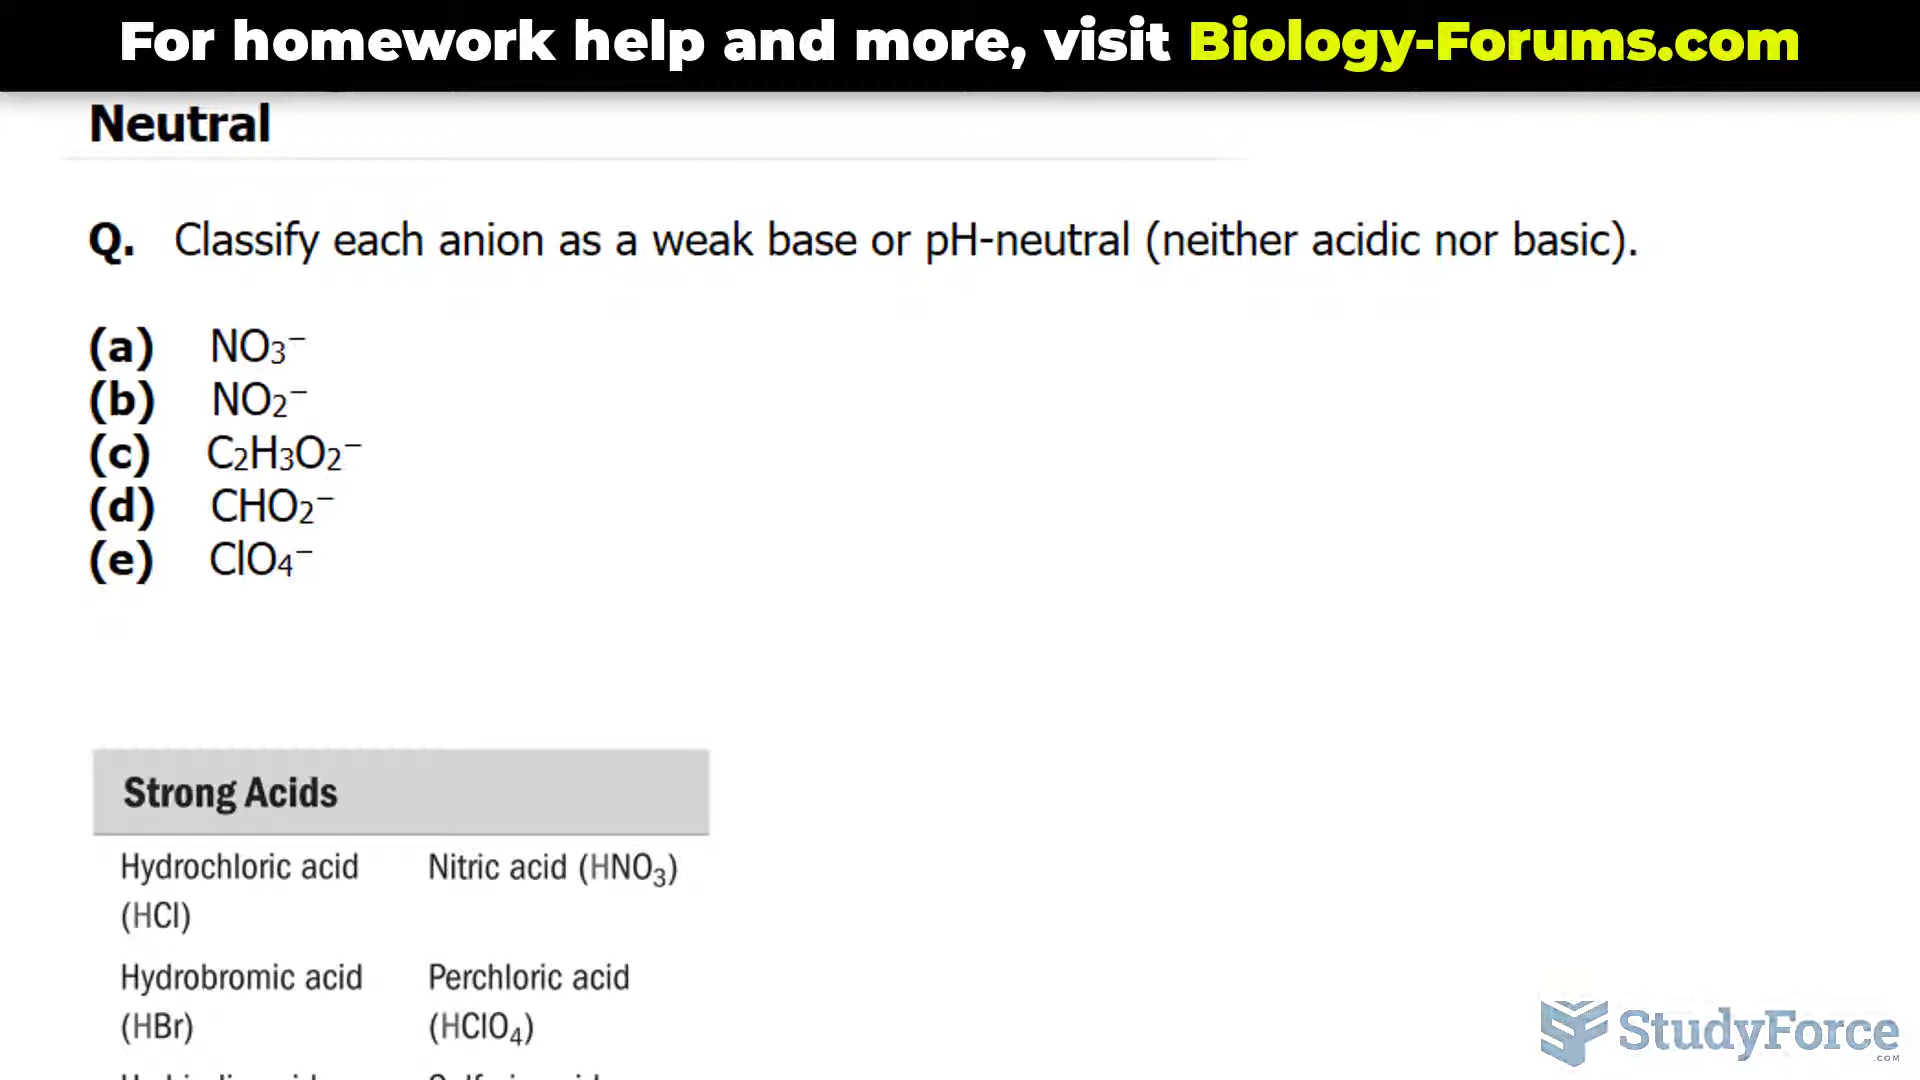 For homework help and more, visit Biology-Forums.com
Neutral
Q. Classify each anion as a weak base or pH-neutral (neither acidic nor basic).
(a) NO₃⁻
(b) NO₂⁻
(c) C₂H₃O₂⁻
(d) CHO₂⁻
(e) ClO₄⁻
Strong Acids
Hydrochloric acid Nitric acid (HNO₃)
(HCl)
Hydrobromic acid Perchloric acid
(HBr) (HClO₄)
StudyForce
.COM